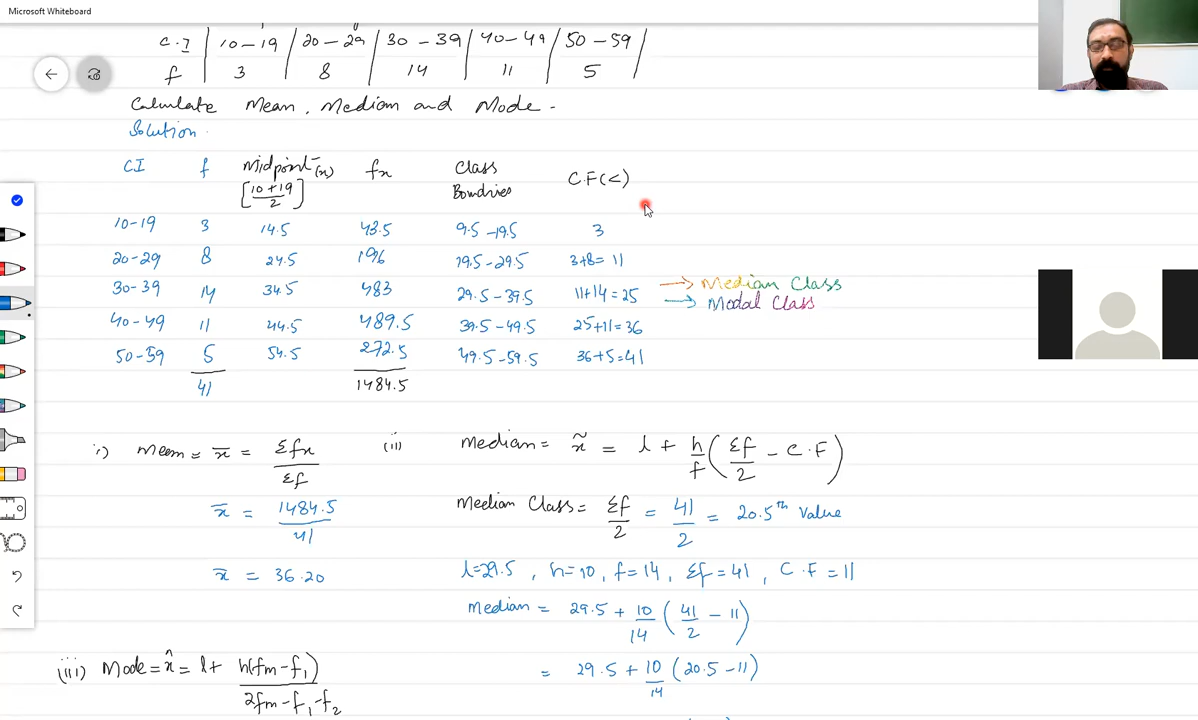 Microsoft Whiteboard
C.I | 10-19 | 20-29 | 30-39 | 40-49 | 50-59 |
f | 3 | 8 | 14 | 11 | 5 |
Calculate Mean, Median and Mode.
Solution.
CI f Midpoint(x) fx Class C.F(<)
[10+19/2] Boundries
10-19 3 14.5 43.5 9.5-19.5 3
20-29 8 24.5 196 19.5-29.5 3+8=11
30-39 14 34.5 483 29.5-39.5 11+14=25 → Median Class
→ Modal Class
40-49 11 44.5 489.5 39.5-49.5 25+11=36
50-59 5 54.5 272.5 49.5-59.5 36+5=41
41 1484.5
i) Mean = x̄ = Σfx/Σf
x̄ = 1484.5/41
x̄ = 36.20
(ii) Median = x̃ = l + h/f (Σf/2 - C.F)
Median Class = Σf/2 = 41/2 = 20.5th Value
l=29.5, h=10, f=14, Σf=41, C.F=11
Median = 29.5 + 10/14 (41/2 - 11)
= 29.5 + 10/14 (20.5-11)
(iii) Mode = x̂ = l + h(fm-f₁)/2fm-f₁-f₂